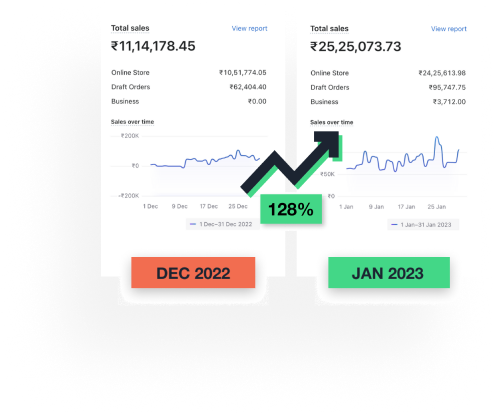 Total sales View report
₹11,14,178.45
Online Store ₹10,51,774.05
Draft Orders ₹62,404.40
Business ₹0.00
Sales over time
₹200K
₹0
-₹200K
1 Dec 9 Dec 17 Dec 25 Dec
1 Dec–31 Dec 2022
DEC 2022
128%
Total sales View report
₹25,25,073.73
Online Store ₹24,25,613.98
Draft Orders ₹95,747.75
Business ₹3,712.00
Sales over time
₹50K
₹0
1 Jan 9 Jan 17 Jan 25 Jan
1 Jan–31 Jan 2023
JAN 2023